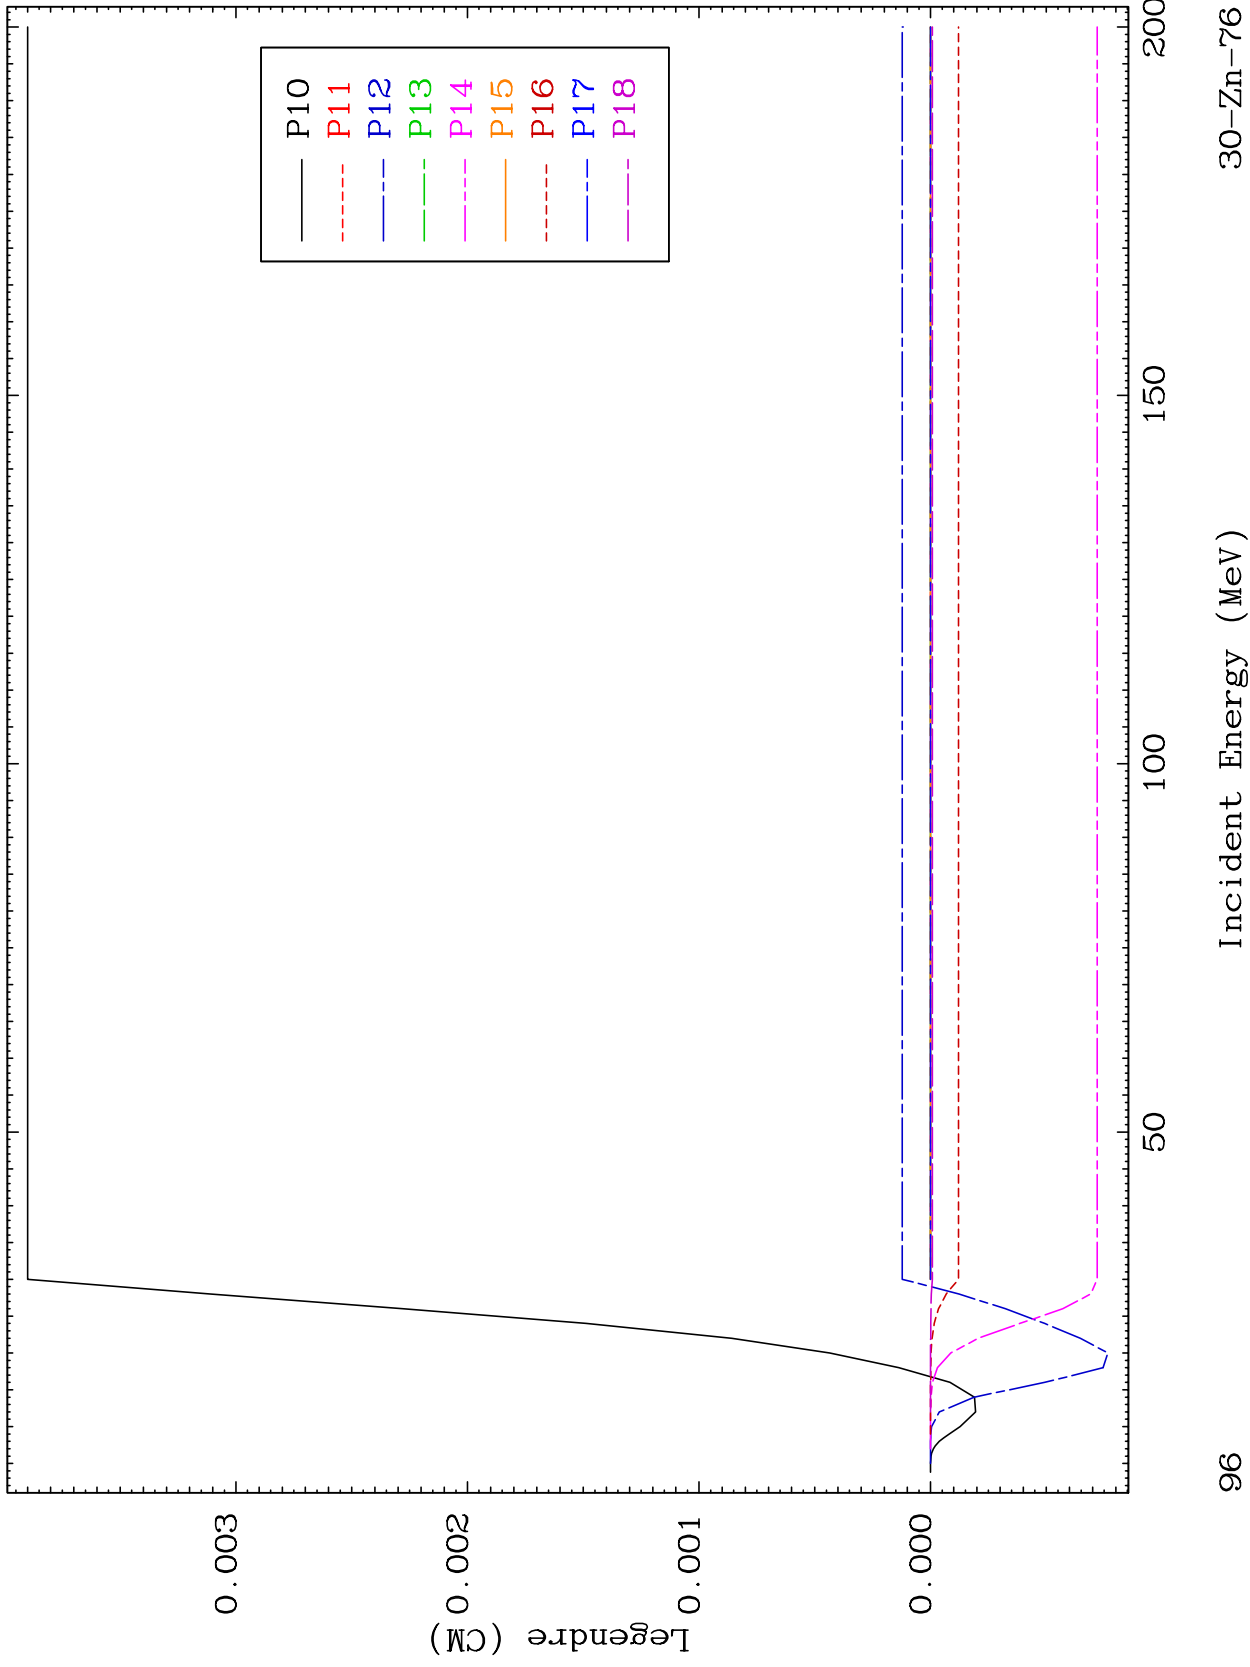 Legendre (CM)
0.003
0.002
0.001
0.000
P10
P11
P12
P13
P14
P15
P16
P17
P18
50
100
150
200
Incident Energy (MeV)
96
30-Zn-76